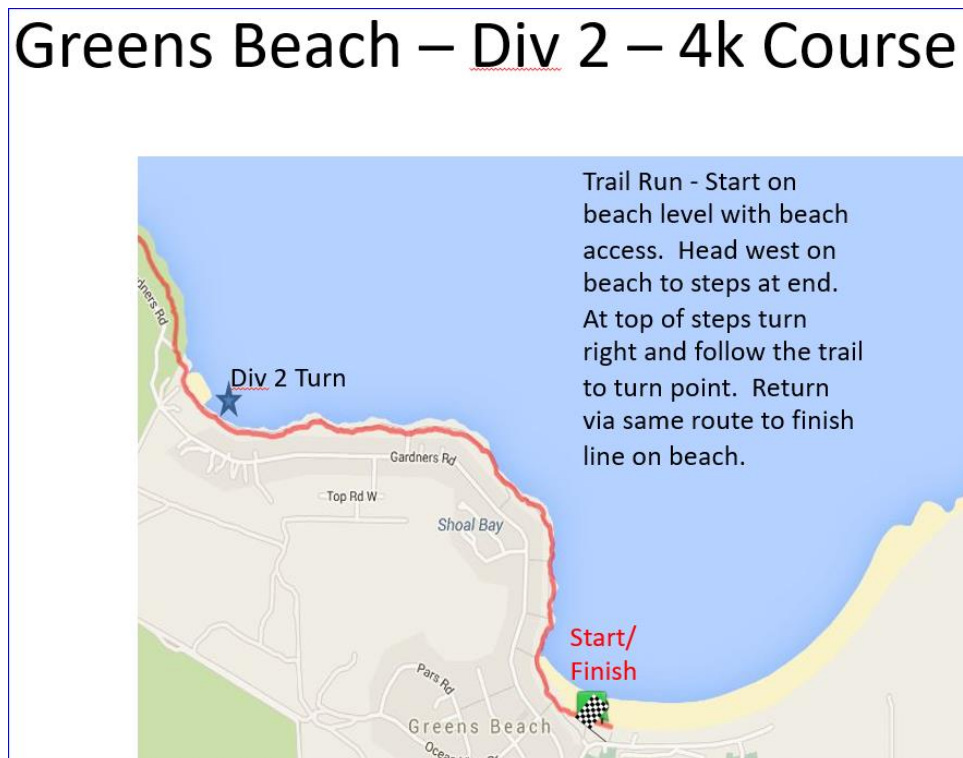 Greens Beach – Div 2 – 4k Course
Trail Run - Start on
beach level with beach
access. Head west on
beach to steps at end.
At top of steps turn
right and follow the trail
to turn point. Return
via same route to finish
line on beach.
dners Rd
Div 2 Turn
Gardners Rd
Top Rd W
Shoal Bay
Start/
Finish
Pars Rd
Greens Beach